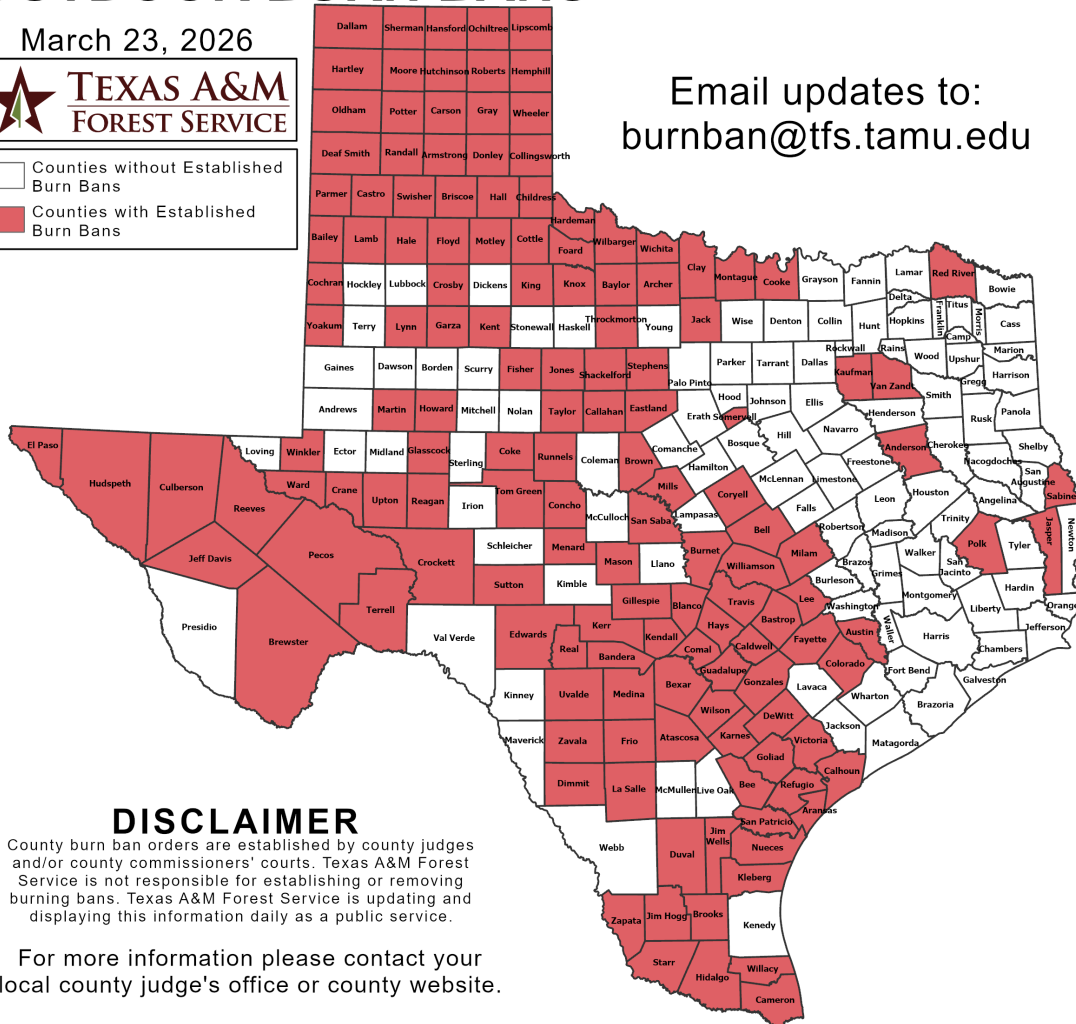 March 23, 2026
TEXAS A&M
FOREST SERVICE
Counties without Established
Burn Bans
Counties with Established
Burn Bans
Email updates to:
burnban@tfs.tamu.edu
Dallam Sherman Hansford Ochiltree Lipscomb
Hartley Moore Hutchinson Roberts Hemphill
Oldham Potter Carson Gray Wheeler
Deaf Smith Randall Armstrong Donley Collingsworth
Parmer Castro Swisher Briscoe Hall Childress
Hardeman
Bailey Lamb Hale Floyd Motley Cottle Foard Wilbarger Wichita
Clay Montague Cooke Grayson Fannin Lamar Red River Bowie
Cochran Hockley Lubbock Crosby Dickens King Knox Baylor Archer
Delta Franklin Titus Morris Cass
Yoakum Terry Lynn Garza Kent Stonewall Haskell Throckmorton Young Jack Wise Denton Collin Hunt Hopkins Camp
Rockwall Rains Wood Upshur Marion
Gaines Dawson Borden Scurry Fisher Jones Shackelford Stephens Palo Pinto Parker Tarrant Dallas Kaufman Van Zandt Smith Gregg Harrison
Andrews Martin Howard Mitchell Nolan Taylor Callahan Eastland Erath Hood Somervell Johnson Ellis Henderson Rusk Panola
El Paso Loving Winkler Ector Midland Glasscock Sterling Coke Runnels Coleman Brown Comanche Hamilton Bosque Hill Navarro Freestone Anderson Cherokee Nacogdoches Shelby
San
Augustine
Sabine
Hudspeth Culberson Reeves Ward Crane Upton Reagan Irion Tom Green Concho McCulloch San Saba Mills Lampasas Coryell McLennan Limestone Falls Leon Houston Angelina
Jeff Davis Pecos Crockett Schleicher Menard Mason Llano Burnet Bell Williamson Milam Robertson Madison Trinity Polk Tyler Jasper Newton
Brazos Grimes Walker
San
Jacinto
Hardin
Presidio Brewster Terrell Val Verde Sutton Kimble Gillespie Blanco Travis Lee Burleson Washington Montgomery Liberty Orange
Edwards Kerr Real Bandera Kendall Hays Comal Caldwell Bastrop Fayette Austin Waller Harris Chambers Jefferson
Kinney Uvalde Medina Bexar Guadalupe Gonzales Lavaca Colorado Wharton Fort Bend Galveston Brazoria
Maverick Zavala Frio Atascosa Wilson Karnes DeWitt Victoria Jackson Matagorda
Dimmit La Salle McMullen Live Oak Bee Goliad Refugio Calhoun Aransas
Webb Duval
Jim
Wells
San Patricio Nueces Kleberg
Zapata Jim Hogg Brooks Kenedy
Starr Hidalgo Willacy Cameron
DISCLAIMER
County burn ban orders are established by county judges
and/or county commissioners' courts. Texas A&M Forest
Service is not responsible for establishing or removing
burning bans. Texas A&M Forest Service is updating and
displaying this information daily as a public service.
For more information please contact your
local county judge's office or county website.